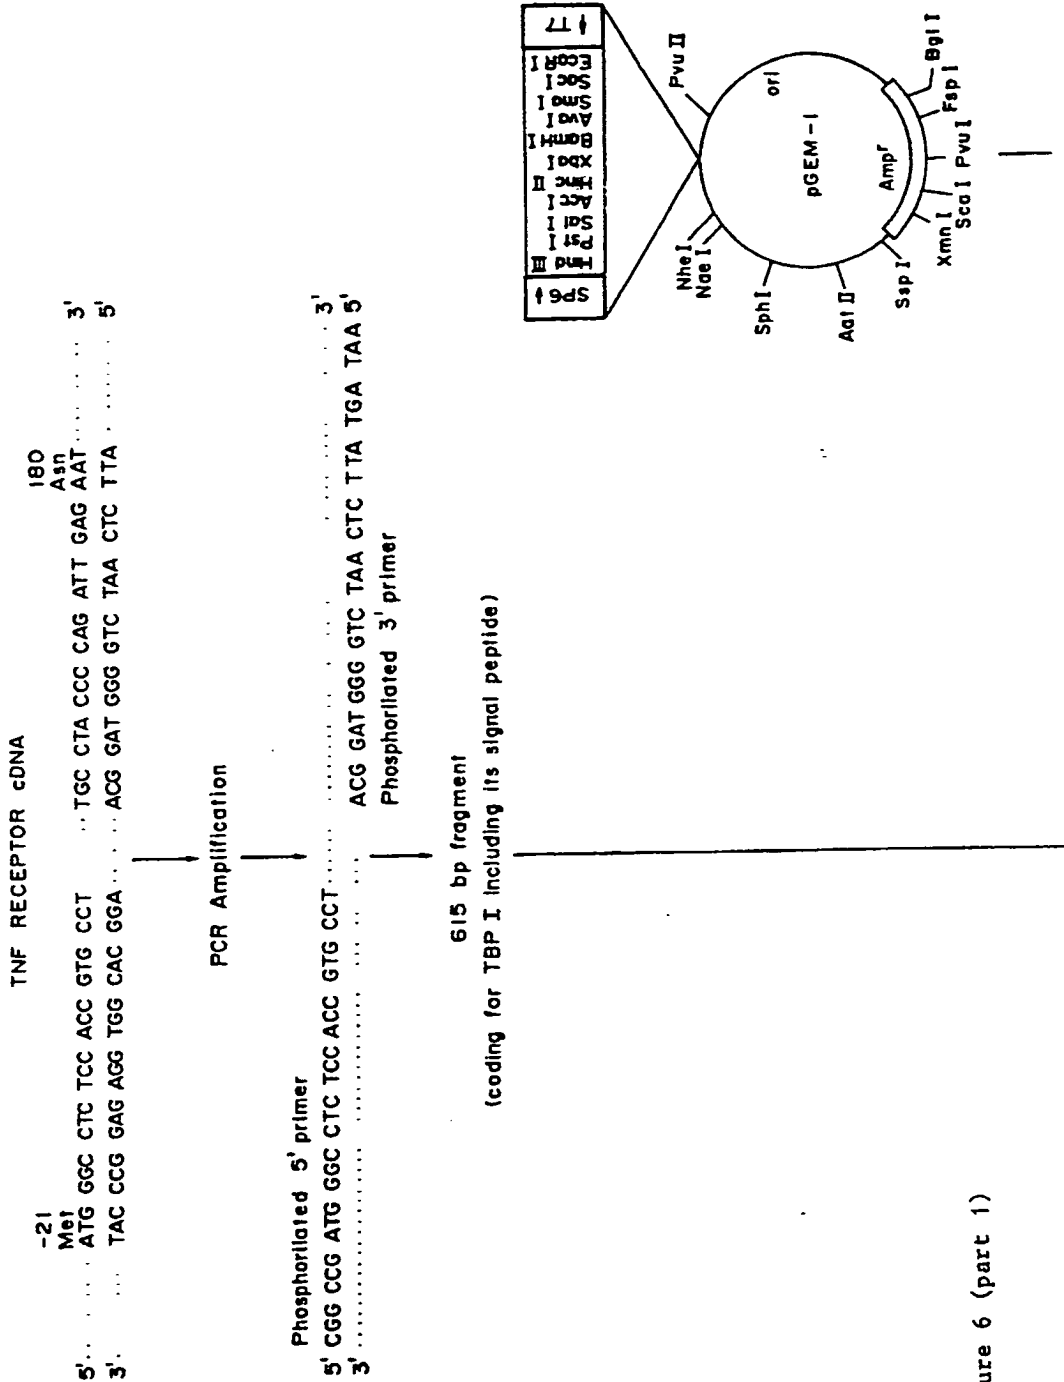 TNF RECEPTOR cDNA
-21 180
Met Asn
5'.. ... ATG GGC CTC TCC ACC GTG CCT ..TGC CTA CCC CAG ATT GAG AAT..... .. .. 3'
3'. ... TAC CCG GAG AGG TGG CAC GGA.. . .. ACG GAT GGG GTC TAA CTC TTA . ..... .. 5'
PCR Amplification
Phosphorilated 5' primer
5' CGG CCG ATG GGC CTC TCC ACC GTG CCT..... ........ . .. . .. ..... .. . 3'
3'................... ..................... .. .. ... ACG GAT GGG GTC TAA CTC TTA TGA TAA 5'
Phosphorilated 3' primer
615 bp fragment
(coding for TBP I including its signal peptide)
SP6
Hind III
Pst I
Sal I
Acc I
Hinc II
Xba I
BamH I
Ava I
Sma I
Sac I
EcoR I
T7
Pvu II
Nhe I
Nae I
ori
Sph I
pGEM-1
Aat II
Ampr
Ssp I
Xmn I
Sca I
Pvu I
Fsp I
Bgl I
ure 6 (part 1)